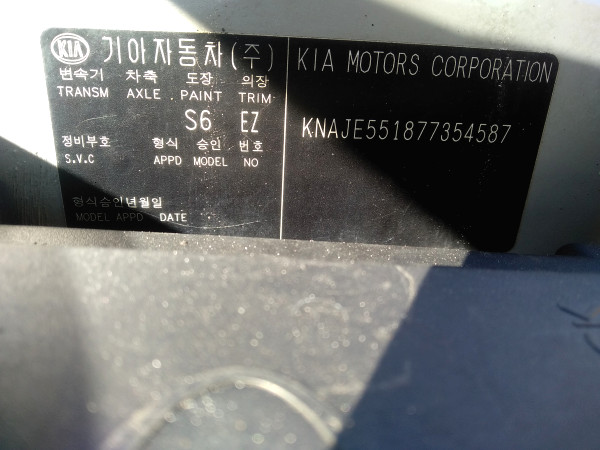 KIA 기아자동차(주)
변속기 차축 도장 의장
TRANSM AXLE PAINT TRIM
S6 EZ
정비부호 형식 승인 번호
S.V.C APPD MODEL NO
형식승인년월일
MODEL APPD DATE
KIA MOTORS CORPORATION
KNAJE551877354587